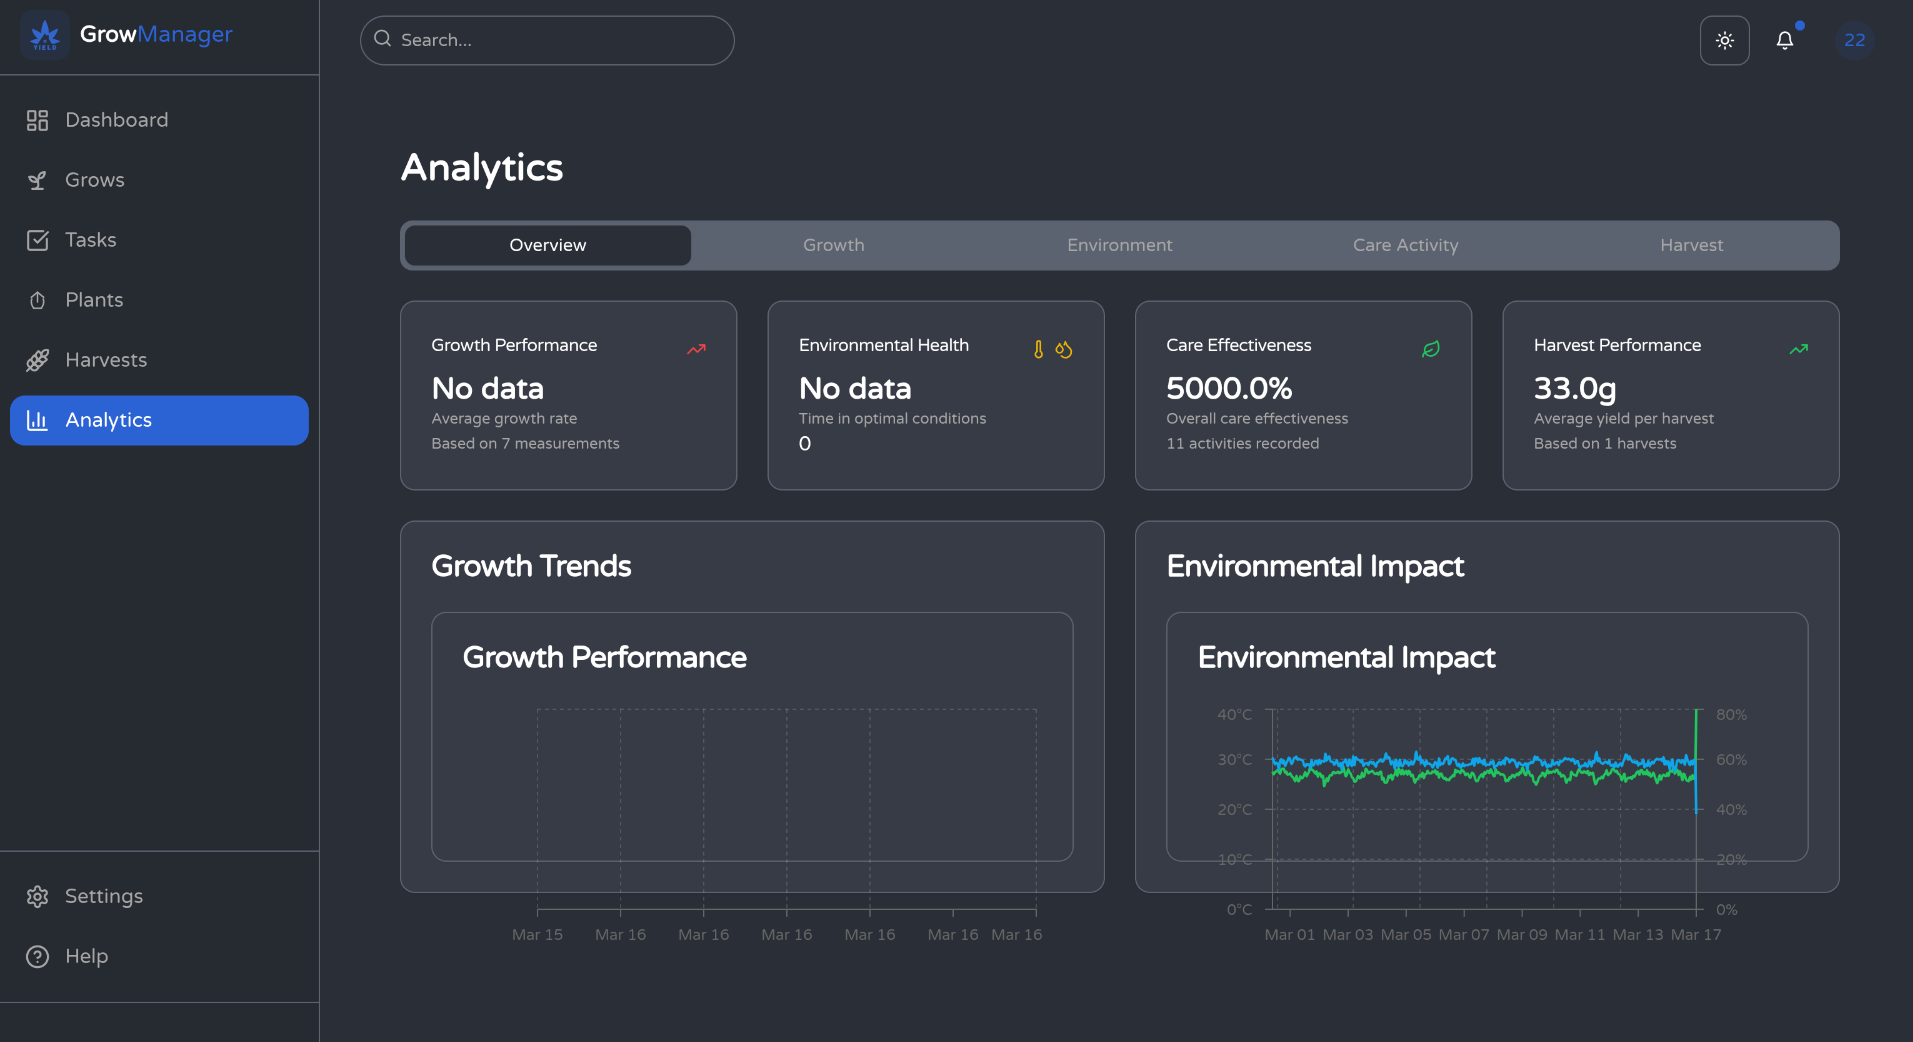 YIELD
GrowManager
Search...
22
Dashboard
Grows
Tasks
Plants
Harvests
Analytics
Settings
Help
Analytics
Overview
Growth
Environment
Care Activity
Harvest
Growth Performance
No data
Average growth rate
Based on 7 measurements
Environmental Health
No data
Time in optimal conditions
0
Care Effectiveness
5000.0%
Overall care effectiveness
11 activities recorded
Harvest Performance
33.0g
Average yield per harvest
Based on 1 harvests
Growth Trends
Growth Performance
Mar 15 Mar 16 Mar 16 Mar 16 Mar 16 Mar 16 Mar 16
Environmental Impact
Environmental Impact
40°C 80%
30°C 60%
20°C 40%
10°C 20%
0°C 0%
Mar 01 Mar 03 Mar 05 Mar 07 Mar 09 Mar 11 Mar 13 Mar 17